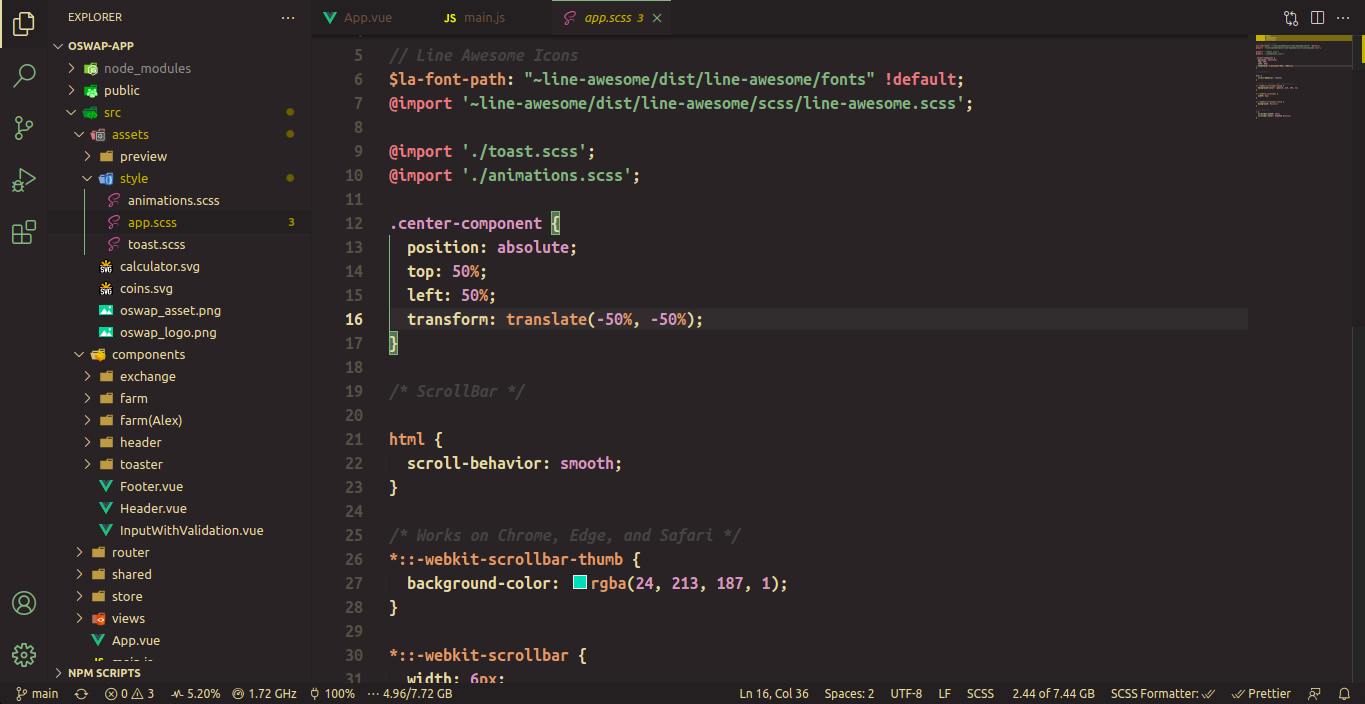 EXPLORER
App.vue
main.js
app.scss 3
OSWAP-APP
node_modules
public
src
assets
preview
style
animations.scss
app.scss 3
toast.scss
calculator.svg
coins.svg
oswap_asset.png
oswap_logo.png
components
exchange
farm
farm(Alex)
header
toaster
Footer.vue
Header.vue
InputWithValidation.vue
router
shared
store
views
App.vue
main.js
NPM SCRIPTS
5 // Line Awesome Icons
6 $la-font-path: "~line-awesome/dist/line-awesome/fonts" !default;
7 @import '~line-awesome/dist/line-awesome/scss/line-awesome.scss';
8
9 @import './toast.scss';
10 @import './animations.scss';
11
12 .center-component {
13 position: absolute;
14 top: 50%;
15 left: 50%;
16 transform: translate(-50%, -50%);
17 }
18
19 /* ScrollBar */
20
21 html {
22 scroll-behavior: smooth;
23 }
24
25 /* Works on Chrome, Edge, and Safari */
26 *::-webkit-scrollbar-thumb {
27 background-color: rgba(24, 213, 187, 1);
28 }
29
30 *::-webkit-scrollbar {
31 width: 6px;
main 0 3 5.20% 1.72 GHz 100% ··· 4.96/7.72 GB Ln 16, Col 36 Spaces: 2 UTF-8 LF SCSS 2.44 of 7.44 GB SCSS Formatter: Prettier